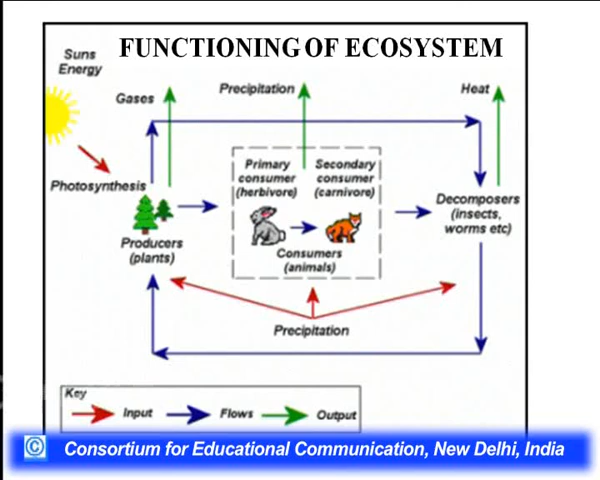 FUNCTIONING OF ECOSYSTEM
Suns
Energy
Gases
Precipitation
Heat
Photosynthesis
Primary
consumer
(herbivore)
Secondary
consumer
(carnivore)
Decomposers
(insects,
worms etc)
Producers
(plants)
Consumers
(animals)
Precipitation
Key
Input
Flows
Output
© Consortium for Educational Communication, New Delhi, India